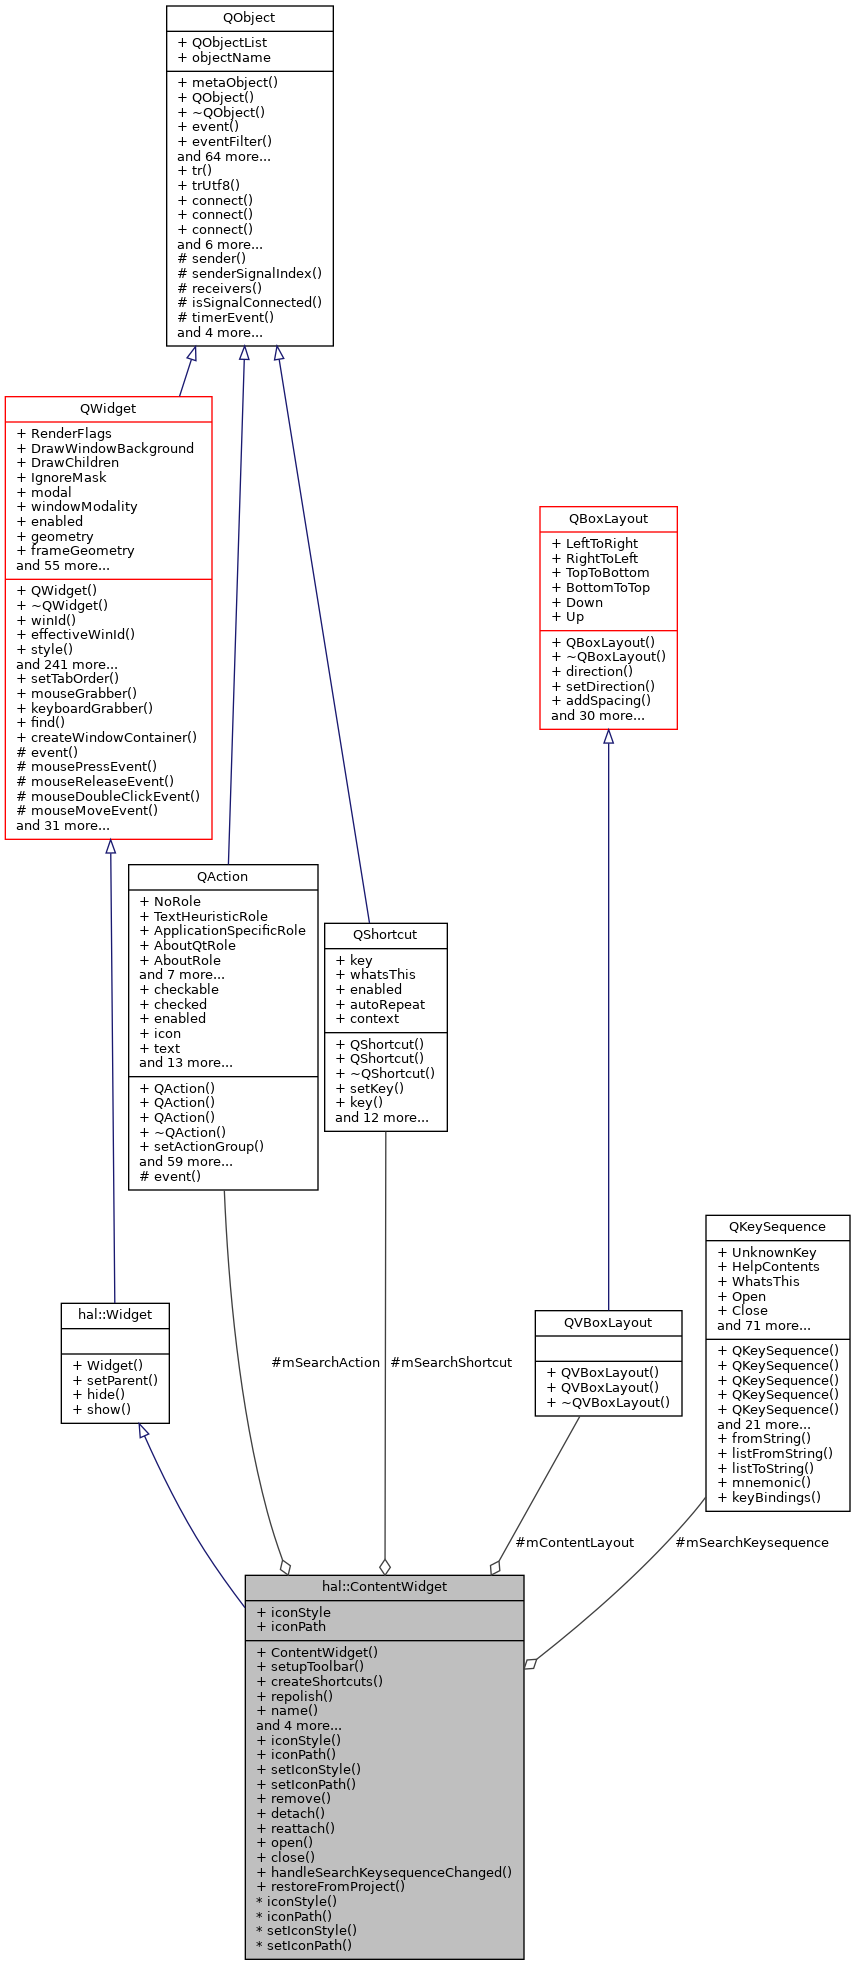 QObject
+ QObjectList
+ objectName
+ metaObject()
+ QObject()
+ ~QObject()
+ event()
+ eventFilter()
and 64 more...
+ tr()
+ trUtf8()
+ connect()
+ connect()
+ connect()
and 6 more...
# sender()
# senderSignalIndex()
# receivers()
# isSignalConnected()
# timerEvent()
and 4 more...
QWidget
+ RenderFlags
+ DrawWindowBackground
+ DrawChildren
+ IgnoreMask
+ modal
+ windowModality
+ enabled
+ geometry
+ frameGeometry
and 55 more...
+ QWidget()
+ ~QWidget()
+ winId()
+ effectiveWinId()
+ style()
and 241 more...
+ setTabOrder()
+ mouseGrabber()
+ keyboardGrabber()
+ find()
+ createWindowContainer()
# event()
# mousePressEvent()
# mouseReleaseEvent()
# mouseDoubleClickEvent()
# mouseMoveEvent()
and 31 more...
QBoxLayout
+ LeftToRight
+ RightToLeft
+ TopToBottom
+ BottomToTop
+ Down
+ Up
+ QBoxLayout()
+ ~QBoxLayout()
+ direction()
+ setDirection()
+ addSpacing()
and 30 more...
QAction
+ NoRole
+ TextHeuristicRole
+ ApplicationSpecificRole
+ AboutQtRole
+ AboutRole
and 7 more...
+ checkable
+ checked
+ enabled
+ icon
+ text
and 13 more...
+ QAction()
+ QAction()
+ QAction()
+ ~QAction()
+ setActionGroup()
and 59 more...
# event()
QShortcut
+ key
+ whatsThis
+ enabled
+ autoRepeat
+ context
+ QShortcut()
+ QShortcut()
+ ~QShortcut()
+ setKey()
+ key()
and 12 more...
hal::Widget
+ Widget()
+ setParent()
+ hide()
+ show()
QVBoxLayout
+ QVBoxLayout()
+ QVBoxLayout()
+ ~QVBoxLayout()
QKeySequence
+ UnknownKey
+ HelpContents
+ WhatsThis
+ Open
+ Close
and 71 more...
+ QKeySequence()
+ QKeySequence()
+ QKeySequence()
+ QKeySequence()
+ QKeySequence()
and 21 more...
+ fromString()
+ listFromString()
+ listToString()
+ mnemonic()
+ keyBindings()
#mSearchAction
#mSearchShortcut
#mContentLayout
#mSearchKeysequence
hal::ContentWidget
+ iconStyle
+ iconPath
+ ContentWidget()
+ setupToolbar()
+ createShortcuts()
+ repolish()
+ name()
and 4 more...
+ iconStyle()
+ iconPath()
+ setIconStyle()
+ setIconPath()
+ remove()
+ detach()
+ reattach()
+ open()
+ close()
+ handleSearchKeysequenceChanged()
+ restoreFromProject()
* iconStyle()
* iconPath()
* setIconStyle()
* setIconPath()